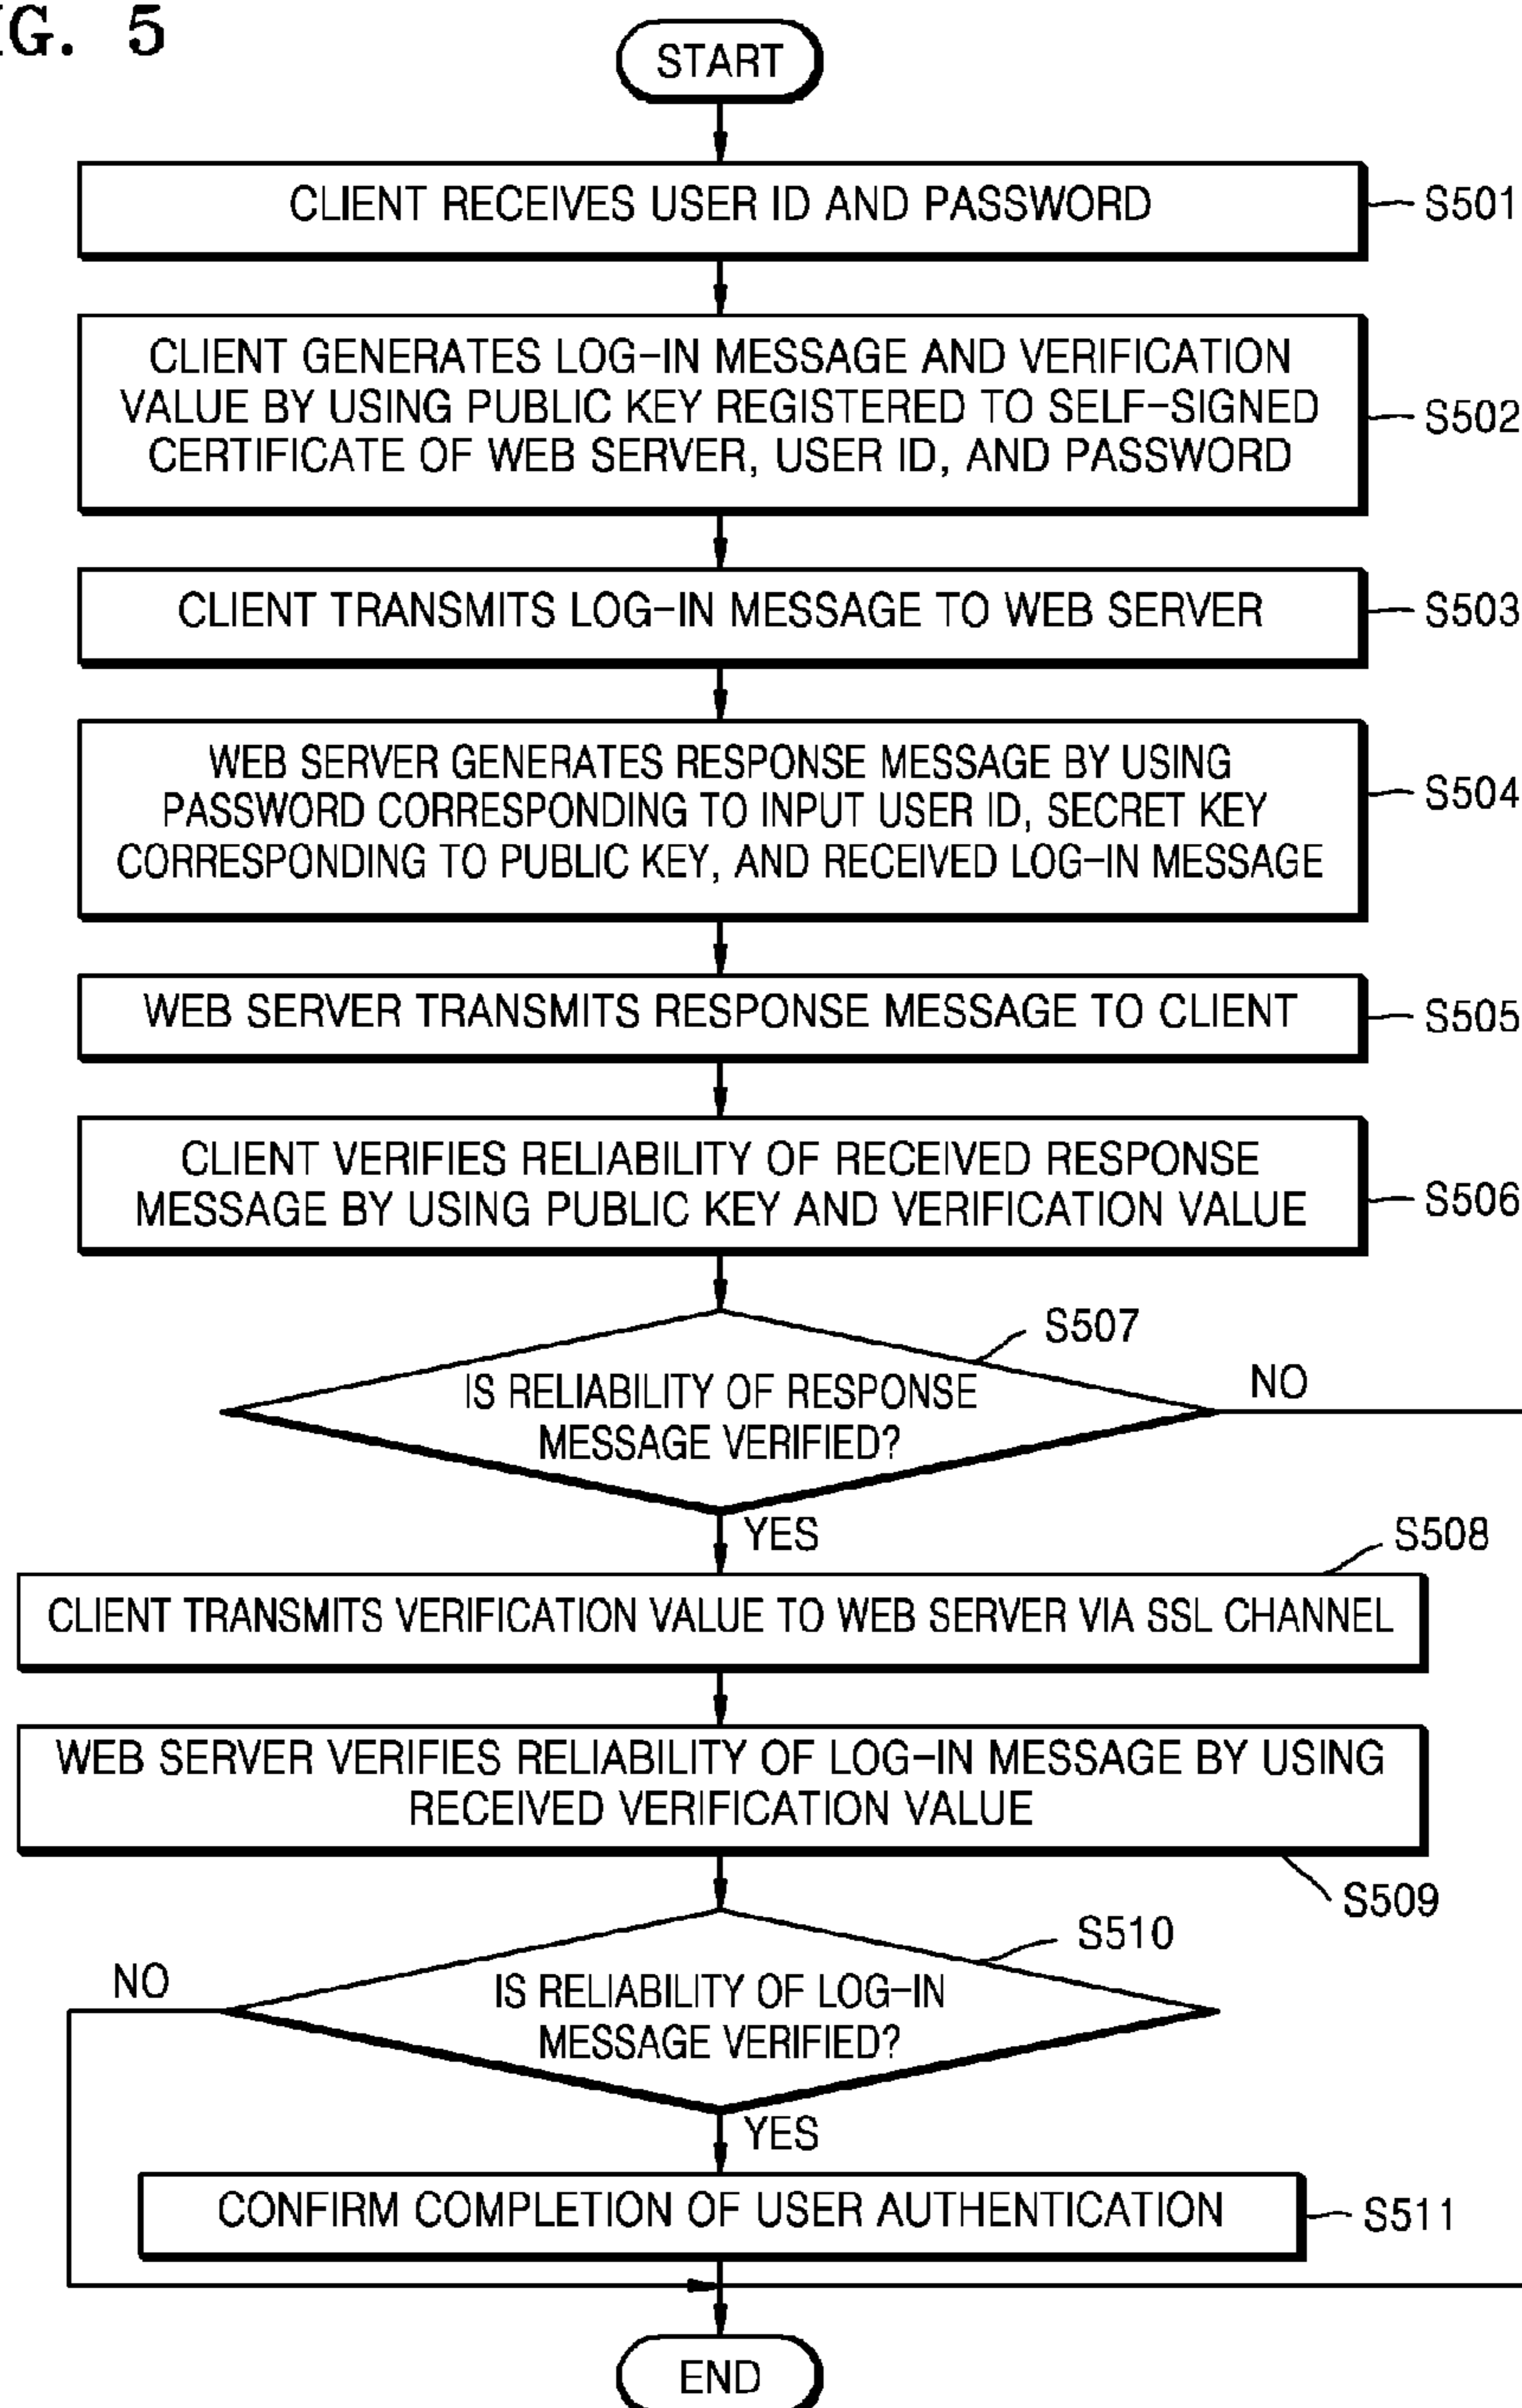 IG. 5
START
CLIENT RECEIVES USER ID AND PASSWORD
S501
CLIENT GENERATES LOG-IN MESSAGE AND VERIFICATION
VALUE BY USING PUBLIC KEY REGISTERED TO SELF-SIGNED
CERTIFICATE OF WEB SERVER, USER ID, AND PASSWORD
S502
CLIENT TRANSMITS LOG-IN MESSAGE TO WEB SERVER
S503
WEB SERVER GENERATES RESPONSE MESSAGE BY USING
PASSWORD CORRESPONDING TO INPUT USER ID, SECRET KEY
CORRESPONDING TO PUBLIC KEY, AND RECEIVED LOG-IN MESSAGE
S504
WEB SERVER TRANSMITS RESPONSE MESSAGE TO CLIENT
S505
CLIENT VERIFIES RELIABILITY OF RECEIVED RESPONSE
MESSAGE BY USING PUBLIC KEY AND VERIFICATION VALUE
S506
S507
IS RELIABILITY OF RESPONSE
MESSAGE VERIFIED?
NO
YES
S508
CLIENT TRANSMITS VERIFICATION VALUE TO WEB SERVER VIA SSL CHANNEL
WEB SERVER VERIFIES RELIABILITY OF LOG-IN MESSAGE BY USING
RECEIVED VERIFICATION VALUE
S509
S510
NO
IS RELIABILITY OF LOG-IN
MESSAGE VERIFIED?
YES
CONFIRM COMPLETION OF USER AUTHENTICATION
S511
END